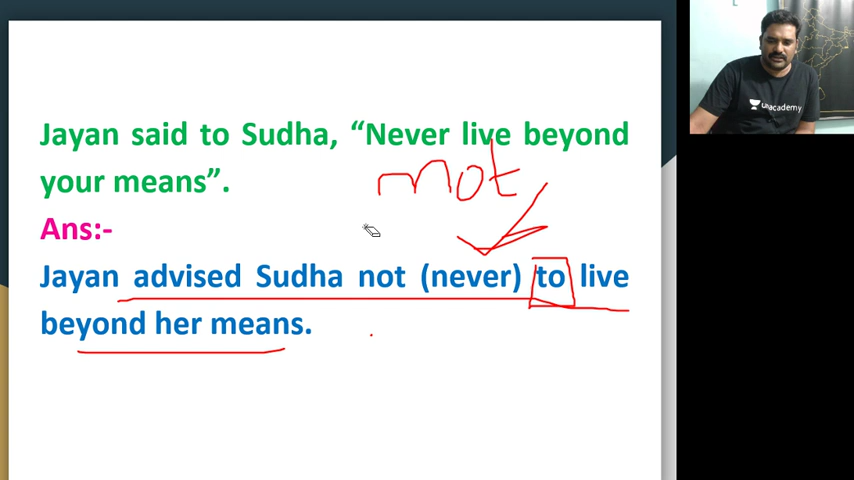 Jayan said to Sudha, “Never live beyond
your means”.
not
Ans:-
Jayan advised Sudha not (never) to live
beyond her means.
unacademy